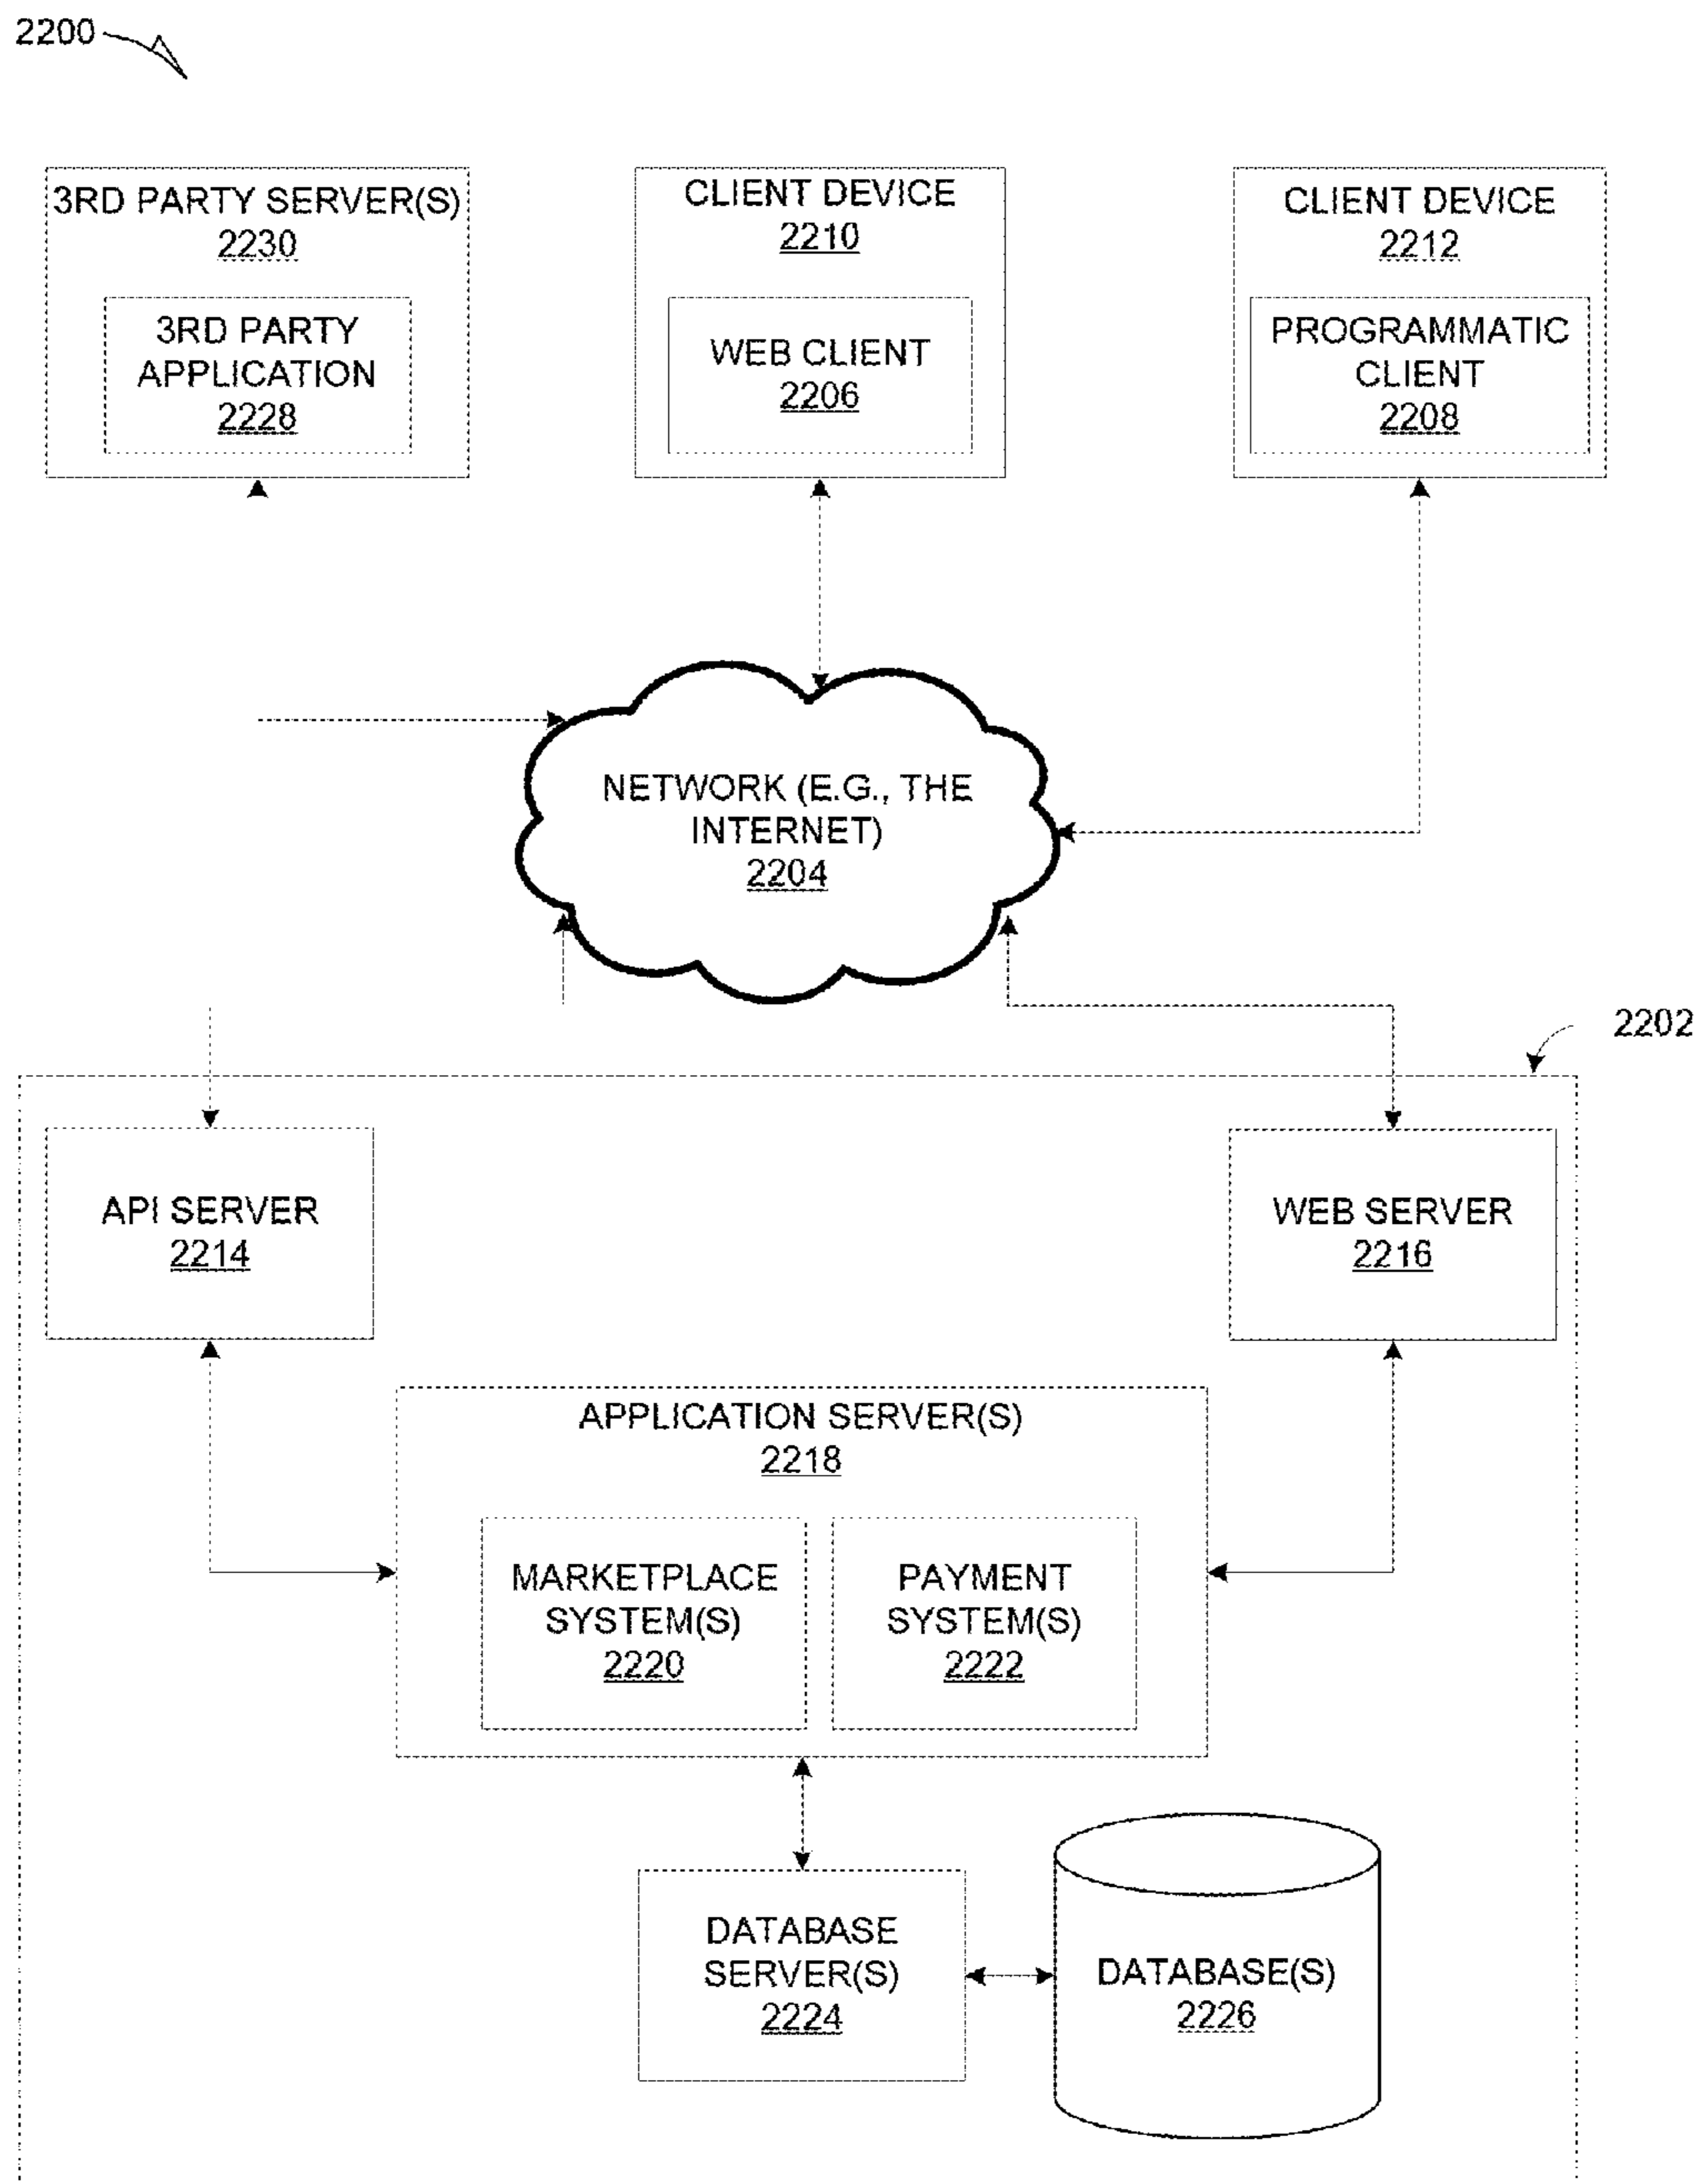 2200
3RD PARTY SERVER(S)
2230
3RD PARTY
APPLICATION
2228
CLIENT DEVICE
2210
WEB CLIENT
2206
CLIENT DEVICE
2212
PROGRAMMATIC
CLIENT
2208
NETWORK (E.G., THE
INTERNET)
2204
2202
API SERVER
2214
WEB SERVER
2216
APPLICATION SERVER(S)
2218
MARKETPLACE
SYSTEM(S)
2220
PAYMENT
SYSTEM(S)
2222
DATABASE
SERVER(S)
2224
DATABASE(S)
2226